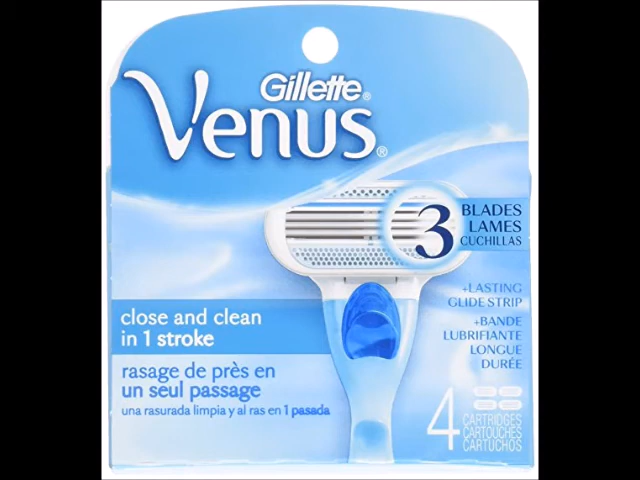 Gillette®
Venus®
3 BLADES
LAMES
CUCHILLAS
+LASTING
GLIDE STRIP
+BANDE
LUBRIFIANTE
LONGUE
DURÉE
close and clean
in 1 stroke
rasage de près en
un seul passage
una rasurada limpia y al ras en 1 pasada
4 CARTRIDGES
CARTOUCHES
CARTUCHOS